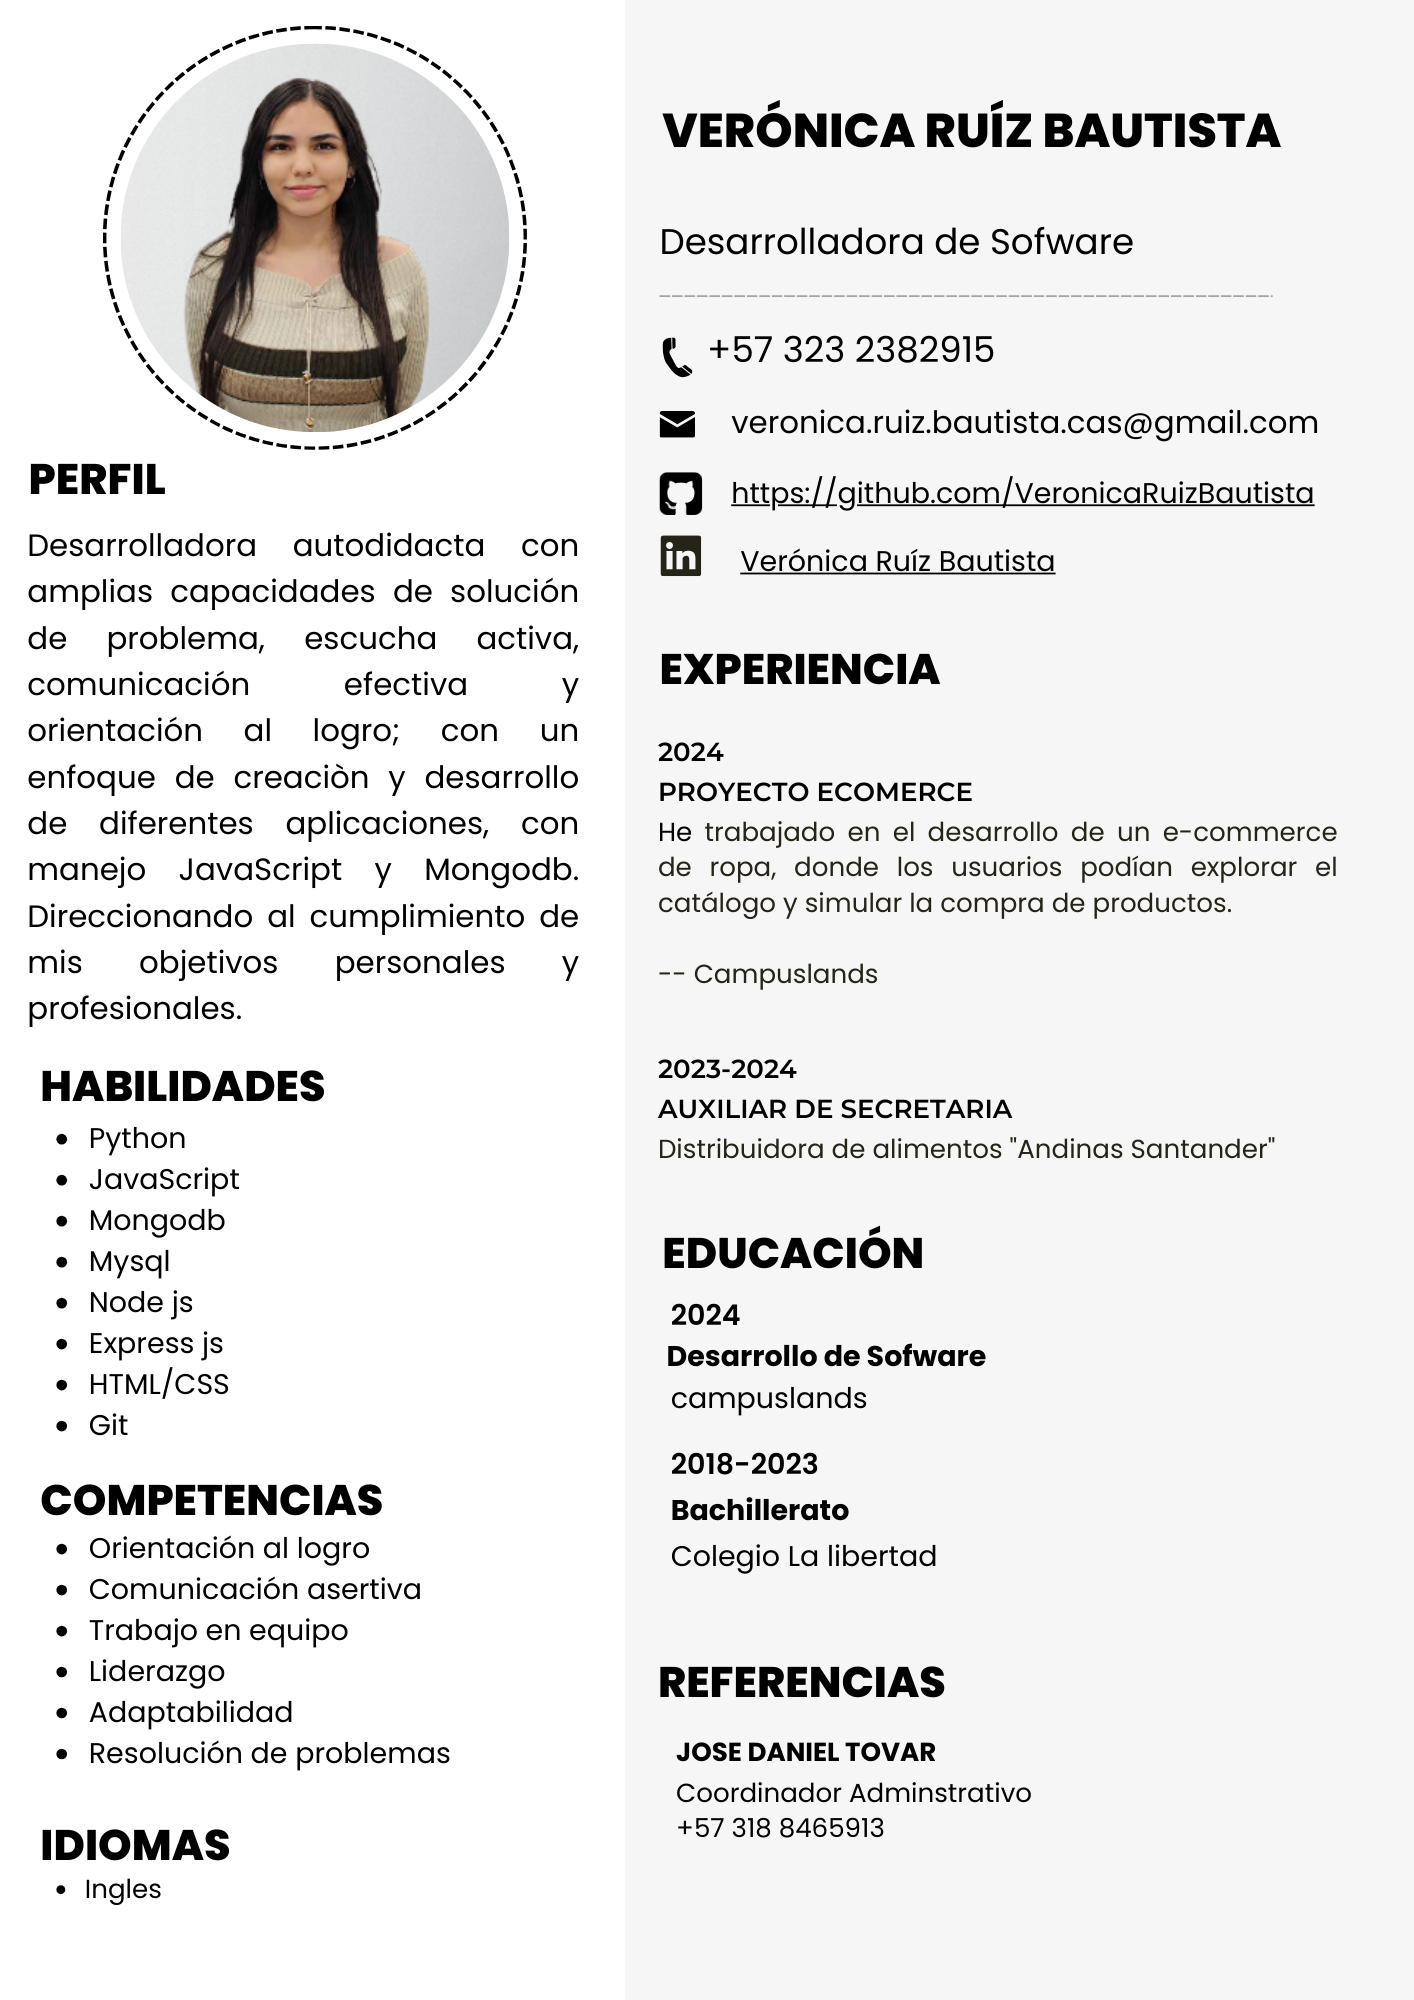 VERÓNICA RUÍZ BAUTISTA
Desarrolladora de Sofware
+57 323 2382915
veronica.ruiz.bautista.cas@gmail.com
https://github.com/VeronicaRuizBautista
in
Verónica Ruíz Bautista
PERFIL
Desarrolladora autodidacta con
amplias capacidades de solución
de problema, escucha activa,
comunicación efectiva y
orientación al logro; con un
enfoque de creaciòn y desarrollo
de diferentes aplicaciones, con
manejo JavaScript y Mongodb.
Direccionando al cumplimiento de
mis objetivos personales y
profesionales.
HABILIDADES
• Python
• JavaScript
• Mongodb
• Mysql
• Node js
• Express js
• HTML/CSS
• Git
COMPETENCIAS
• Orientación al logro
• Comunicación asertiva
• Trabajo en equipo
• Liderazgo
• Adaptabilidad
• Resolución de problemas
IDIOMAS
• Ingles
EXPERIENCIA
2024
PROYECTO ECOMERCE
He trabajado en el desarrollo de un e-commerce
de ropa, donde los usuarios podían explorar el
catálogo y simular la compra de productos.
-- Campuslands
2023-2024
AUXILIAR DE SECRETARIA
Distribuidora de alimentos "Andinas Santander"
EDUCACIÓN
2024
Desarrollo de Sofware
campuslands
2018-2023
Bachillerato
Colegio La libertad
REFERENCIAS
JOSE DANIEL TOVAR
Coordinador Adminstrativo
+57 318 8465913